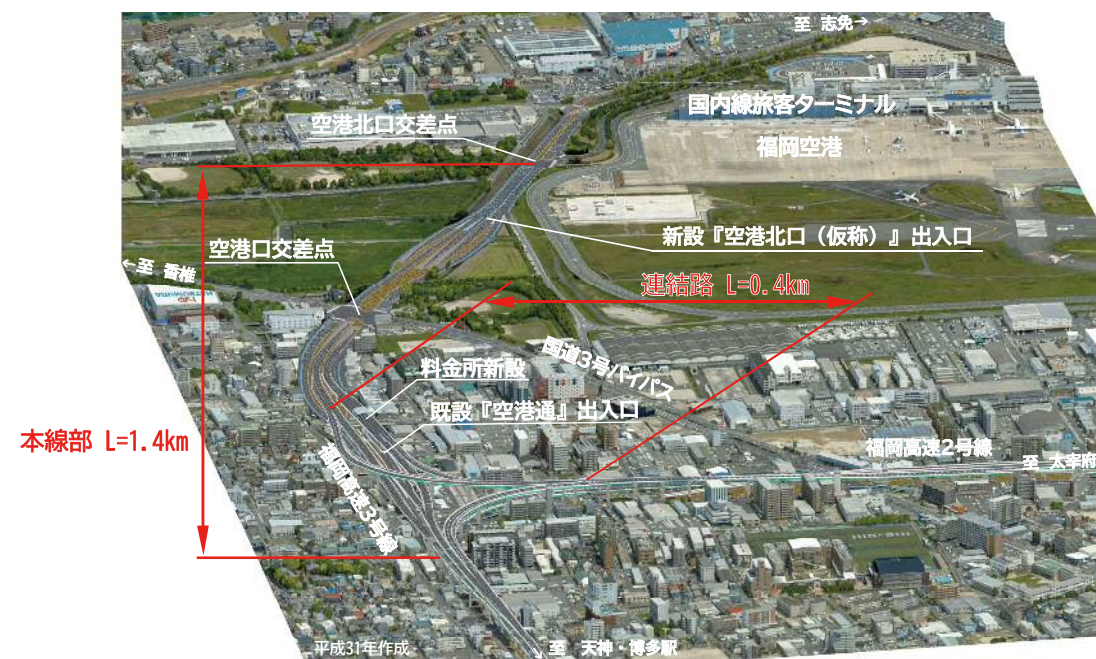 至 志免→
国内線旅客ターミナル
空港北口交差点
福岡空港
新設『空港北口（仮称）』出入口
空港口交差点
←至 香椎
連結路 L=0.4km
国道3号バイパス
料金所新設
既設『空港通』出入口
本線部 L=1.4km
福岡高速2号線
至 太宰府
福岡高速3号線
平成31年作成
至 天神・博多駅